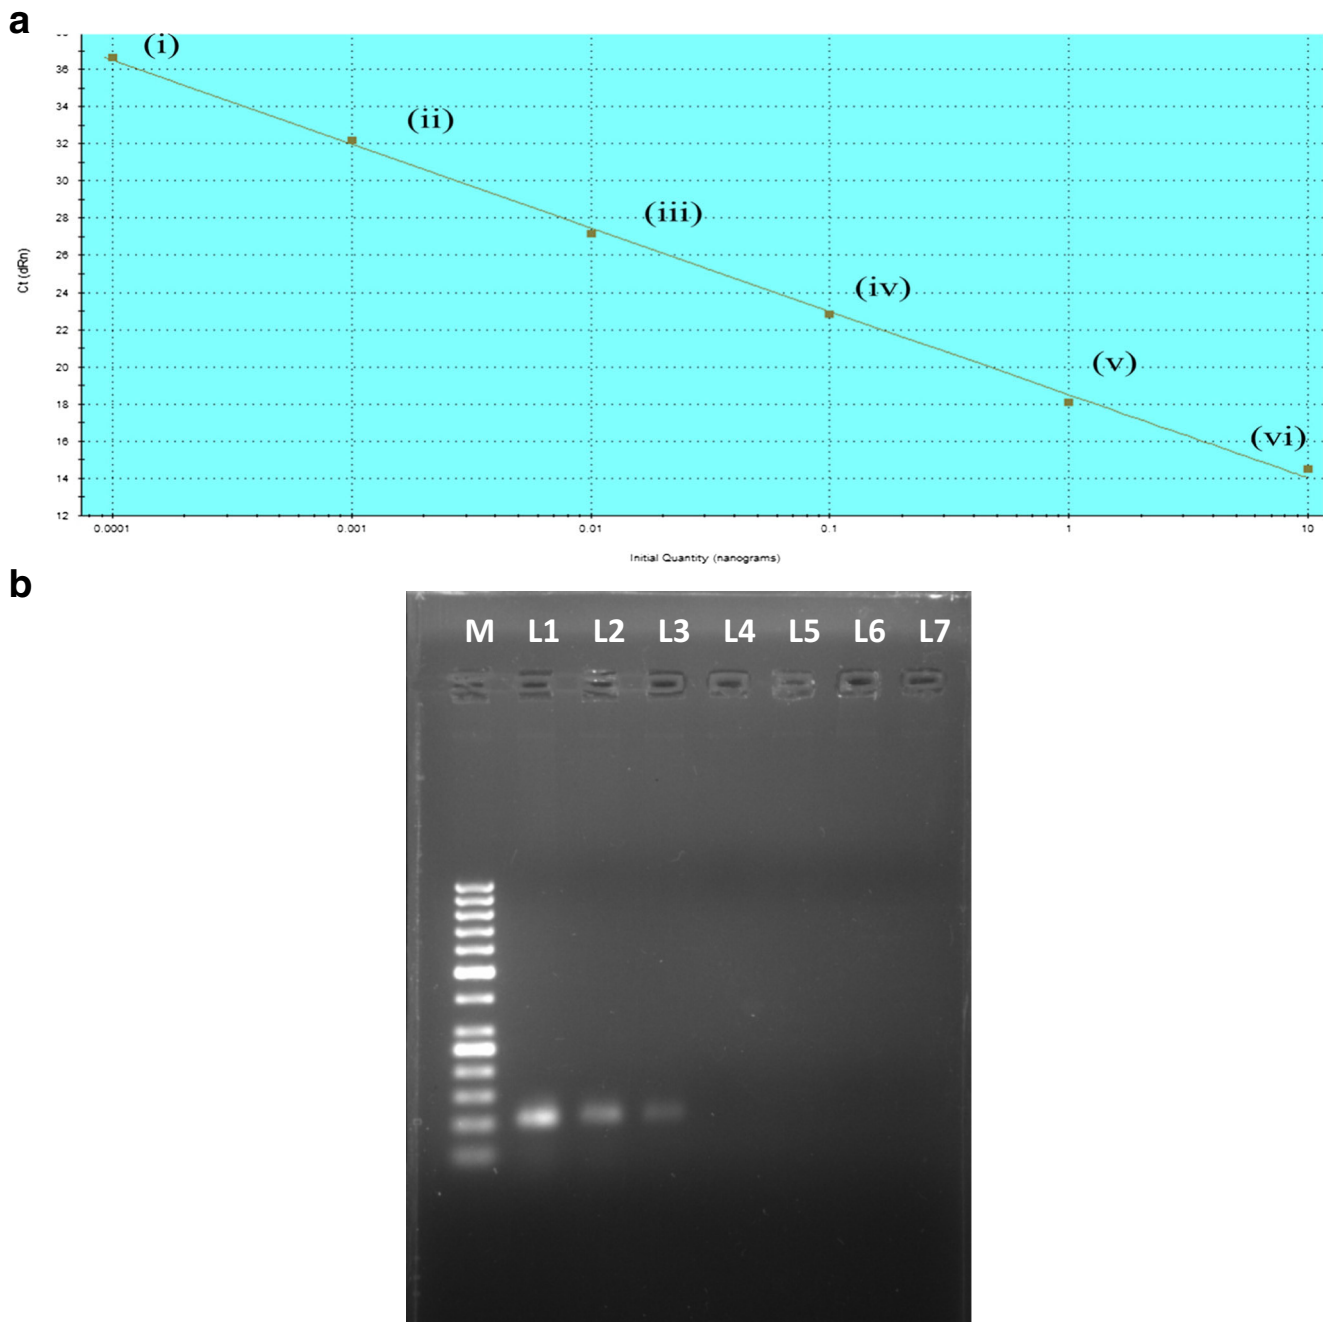 a
(i)
36
34
(ii)
32
30
(iii)
28
26
24
(iv)
22
(v)
20
18
16
(vi)
14
12
Ct (dRn)
0.0001 0.001 0.01 0.1 1 10
Initial Quantity (nanograms)
b
M L1 L2 L3 L4 L5 L6 L7